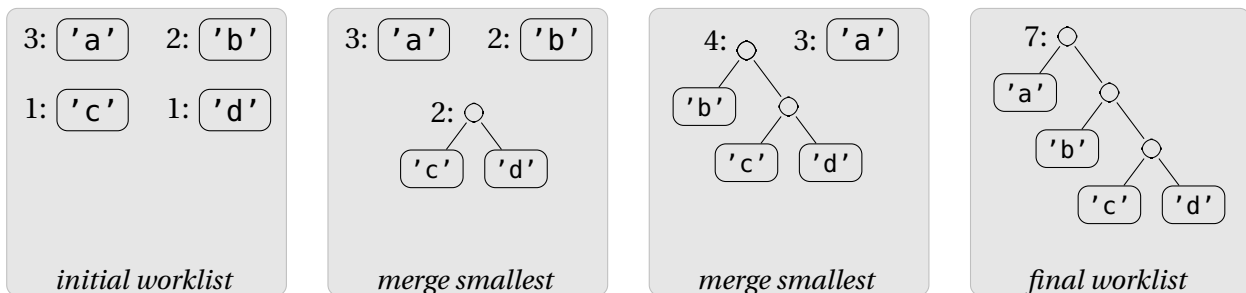 3: 'a' 2: 'b'
1: 'c' 1: 'd'
initial worklist
3: 'a' 2: 'b'
2:
'c' 'd'
merge smallest
4: 3: 'a'
'b'
'c' 'd'
merge smallest
7:
'a'
'b'
'c' 'd'
final worklist